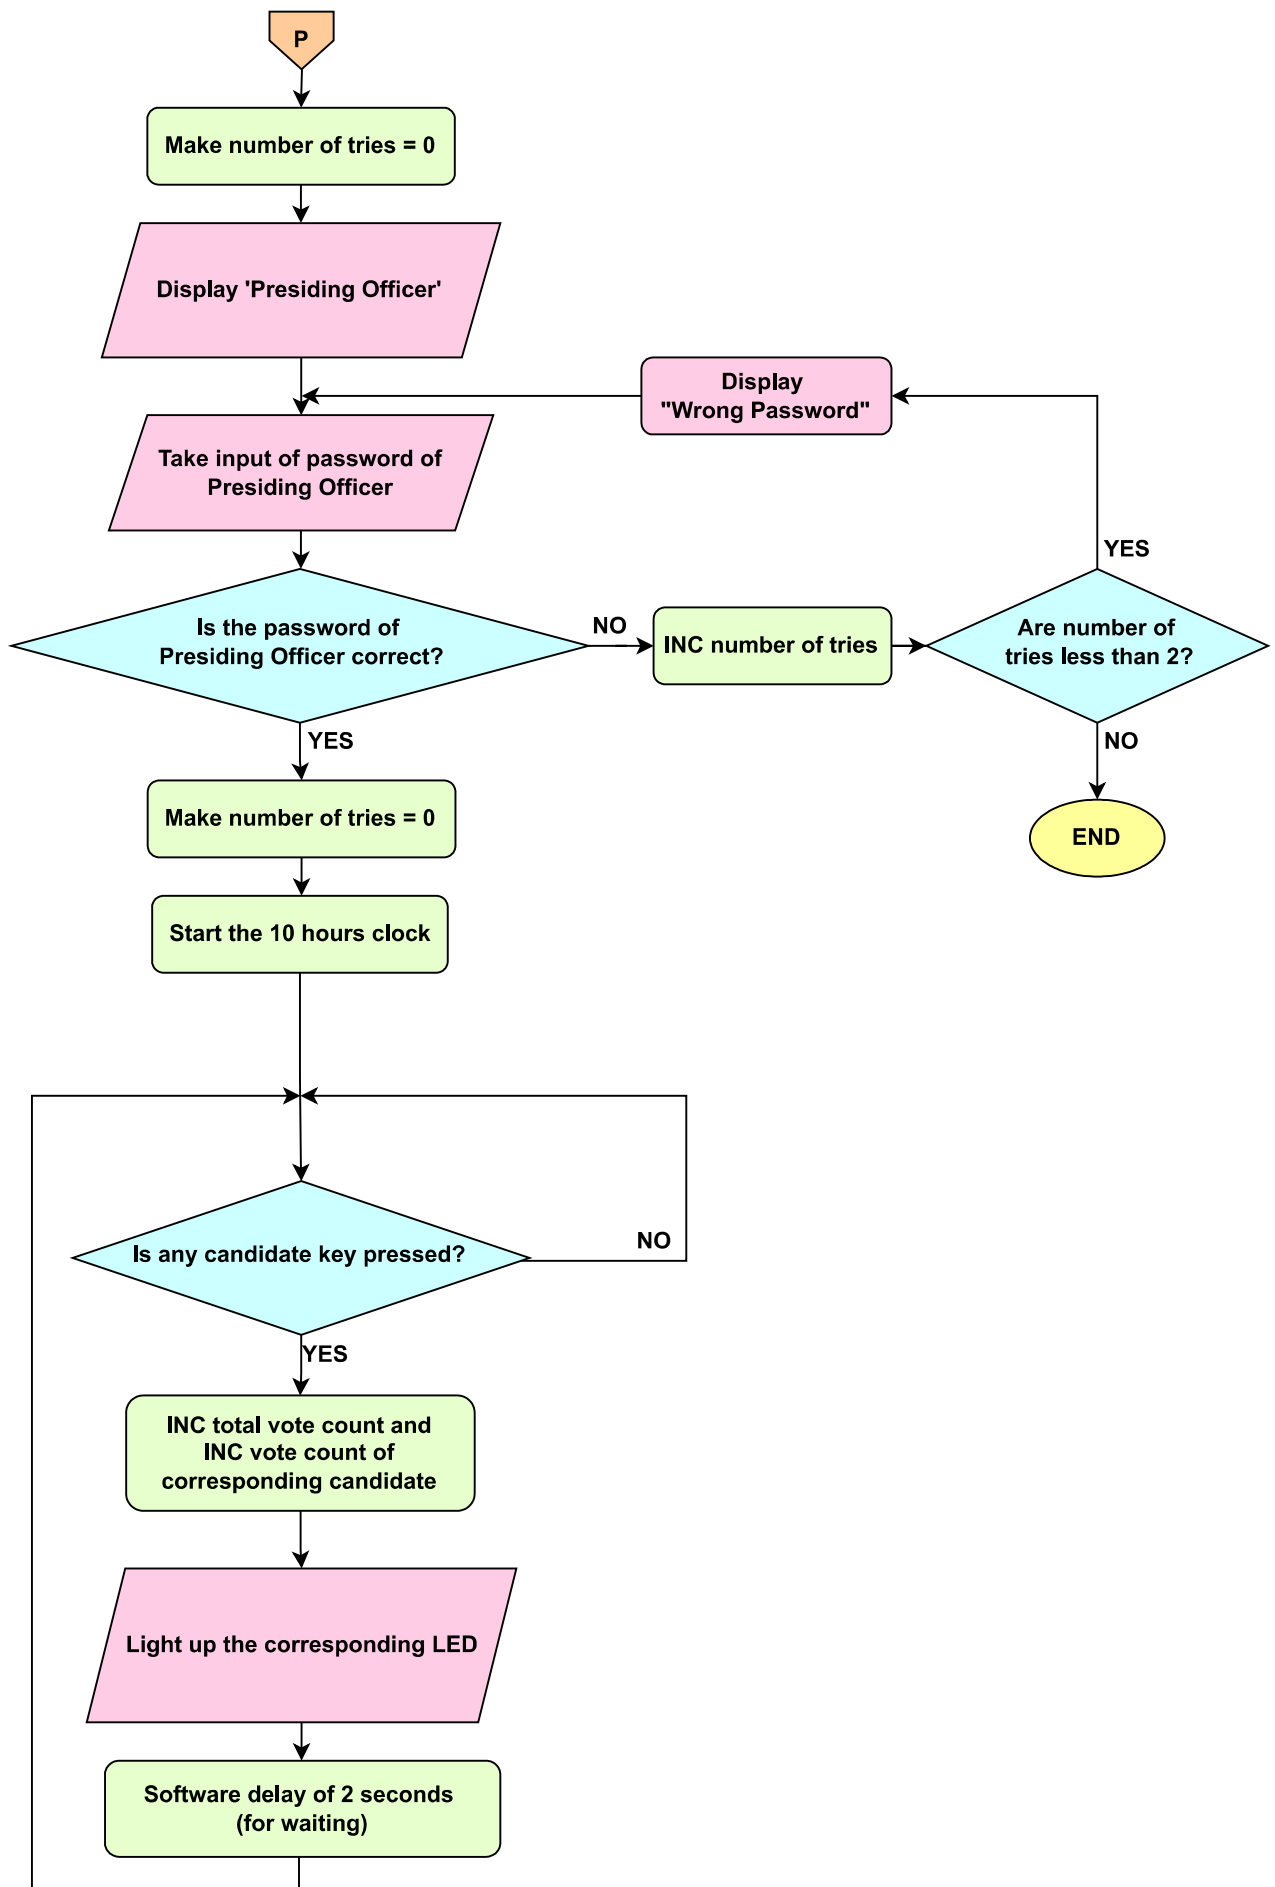 P
Make number of tries = 0
Display 'Presiding Officer'
Display
"Wrong Password"
Take input of password of
Presiding Officer
YES
Is the password of
Presiding Officer correct?
NO
INC number of tries
Are number of
tries less than 2?
YES
NO
Make number of tries = 0
END
Start the 10 hours clock
Is any candidate key pressed?
NO
YES
INC total vote count and
INC vote count of
corresponding candidate
Light up the corresponding LED
Software delay of 2 seconds
(for waiting)